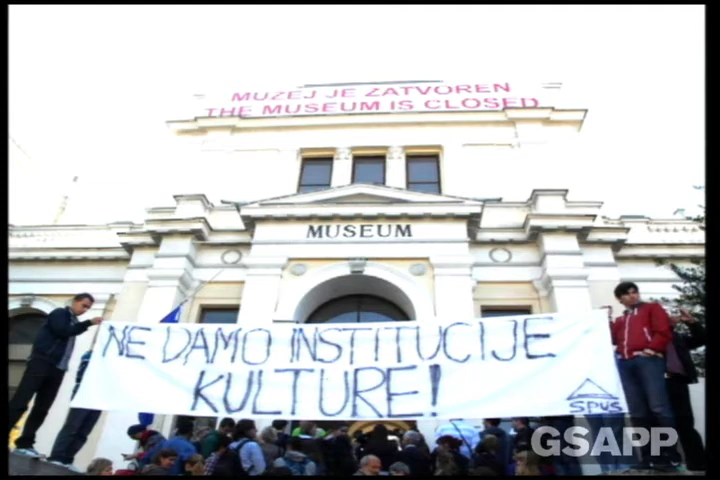 MUZEJ JE ZATVOREN
THE MUSEUM IS CLOSED
MUSEUM
NE DAMO INSTITUCIJE
KULTURE!
SPUS
GSAPP